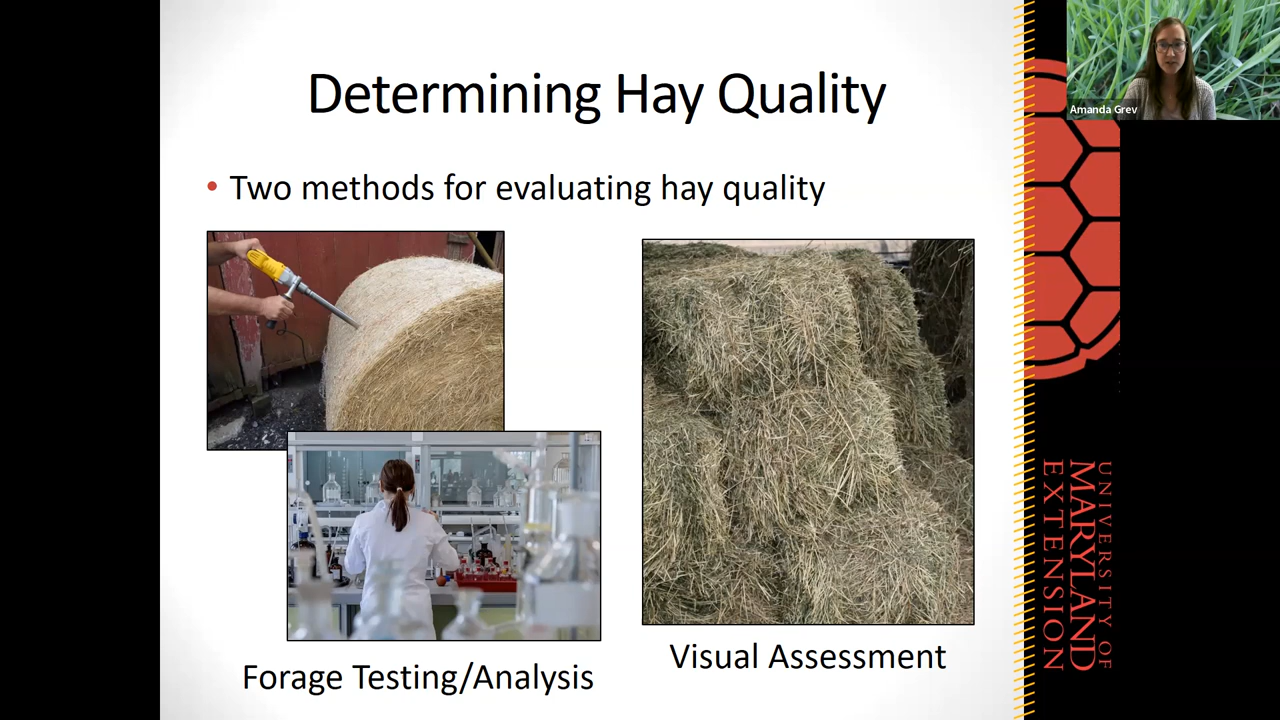 Determining Hay Quality
• Two methods for evaluating hay quality
Forage Testing/Analysis
Visual Assessment
Amanda Grev
UNIVERSITY OF
MARYLAND
EXTENSION